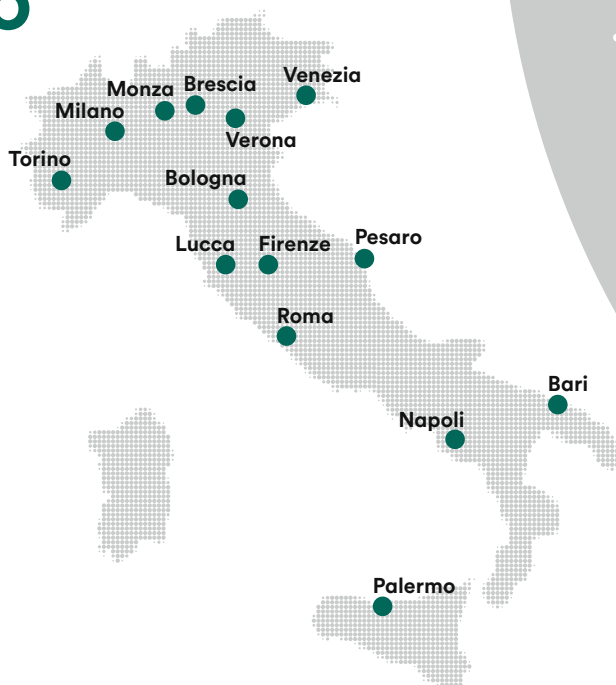 Venezia
Monza
Brescia
Milano
Verona
Torino
Bologna
Lucca
Firenze
Pesaro
Roma
Bari
Napoli
Palermo